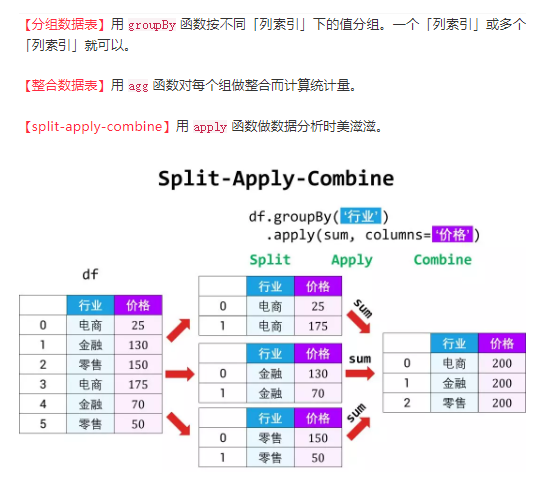 【分组数据表】用 groupBy 函数按不同「列索引」下的值分组。一个「列索引」或多个
「列索引」就可以。
【整合数据表】用 agg 函数对每个组做整合而计算统计量。
【split-apply-combine】用 apply 函数做数据分析时美滋滋。
Split-Apply-Combine
df.groupBy('行业')
.apply(sum, columns='价格')
Split Apply Combine
df
行业 价格
0 电商 25
1 金融 130
2 零售 150
3 电商 175
4 金融 70
5 零售 50
行业 价格
0 电商 25
1 电商 175
行业 价格
0 金融 130
1 金融 70
行业 价格
0 零售 150
1 零售 50
sum
sum
sum
行业 价格
0 电商 200
1 金融 200
2 零售 200